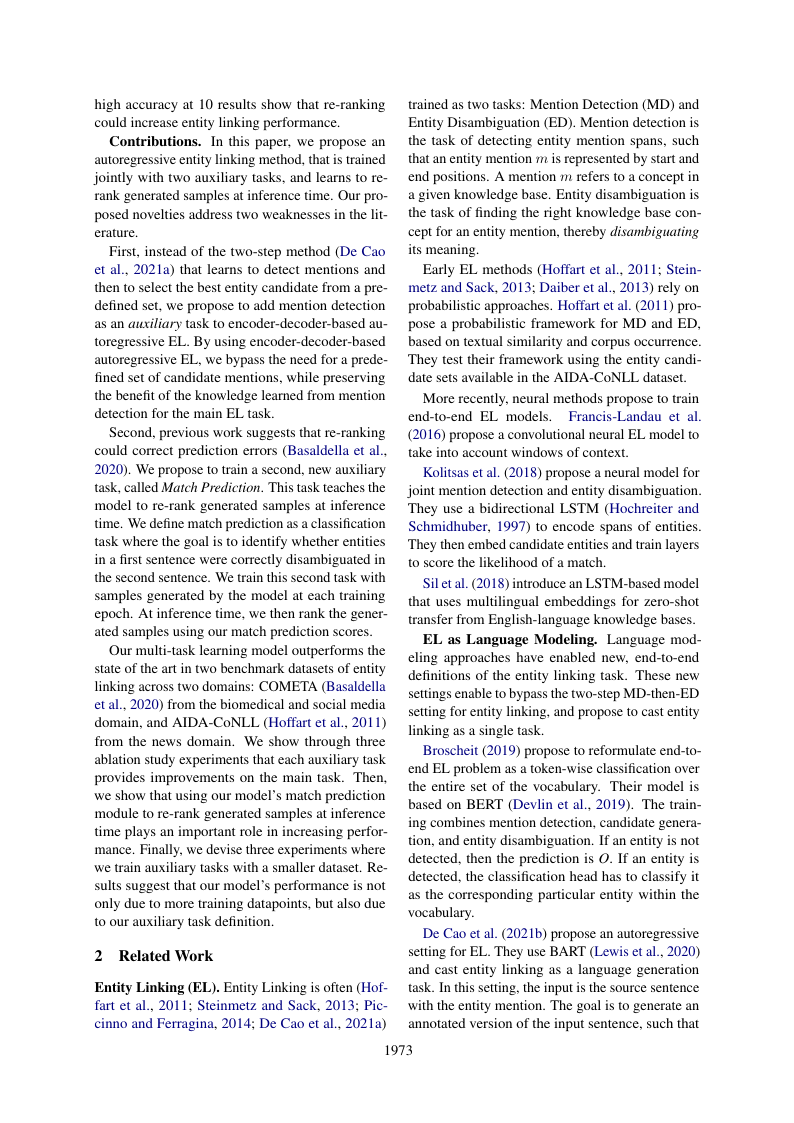 high accuracy at 10 results show that re-ranking
could increase entity linking performance.
Contributions. In this paper, we propose an
autoregressive entity linking method, that is trained
jointly with two auxiliary tasks, and learns to re-
rank generated samples at inference time. Our pro-
posed novelties address two weaknesses in the lit-
erature.
First, instead of the two-step method (De Cao
et al., 2021a) that learns to detect mentions and
then to select the best entity candidate from a pre-
defined set, we propose to add mention detection
as an auxiliary task to encoder-decoder-based au-
toregressive EL. By using encoder-decoder-based
autoregressive EL, we bypass the need for a prede-
fined set of candidate mentions, while preserving
the benefit of the knowledge learned from mention
detection for the main EL task.
Second, previous work suggests that re-ranking
could correct prediction errors (Basaldella et al.,
2020). We propose to train a second, new auxiliary
task, called Match Prediction. This task teaches the
model to re-rank generated samples at inference
time. We define match prediction as a classification
task where the goal is to identify whether entities
in a first sentence were correctly disambiguated in
the second sentence. We train this second task with
samples generated by the model at each training
epoch. At inference time, we then rank the gener-
ated samples using our match prediction scores.
Our multi-task learning model outperforms the
state of the art in two benchmark datasets of entity
linking across two domains: COMETA (Basaldella
et al., 2020) from the biomedical and social media
domain, and AIDA-CoNLL (Hoffart et al., 2011)
from the news domain. We show through three
ablation study experiments that each auxiliary task
provides improvements on the main task. Then,
we show that using our model's match prediction
module to re-rank generated samples at inference
time plays an important role in increasing perfor-
mance. Finally, we devise three experiments where
we train auxiliary tasks with a smaller dataset. Re-
sults suggest that our model's performance is not
only due to more training datapoints, but also due
to our auxiliary task definition.
2 Related Work
Entity Linking (EL). Entity Linking is often (Hof-
fart et al., 2011; Steinmetz and Sack, 2013; Pic-
cinno and Ferragina, 2014; De Cao et al., 2021a)
trained as two tasks: Mention Detection (MD) and
Entity Disambiguation (ED). Mention detection is
the task of detecting entity mention spans, such
that an entity mention m is represented by start and
end positions. A mention m refers to a concept in
a given knowledge base. Entity disambiguation is
the task of finding the right knowledge base con-
cept for an entity mention, thereby disambiguating
its meaning.
Early EL methods (Hoffart et al., 2011; Stein-
metz and Sack, 2013; Daiber et al., 2013) rely on
probabilistic approaches. Hoffart et al. (2011) pro-
pose a probabilistic framework for MD and ED,
based on textual similarity and corpus occurrence.
They test their framework using the entity candi-
date sets available in the AIDA-CoNLL dataset.
More recently, neural methods propose to train
end-to-end EL models. Francis-Landau et al.
(2016) propose a convolutional neural EL model to
take into account windows of context.
Kolitsas et al. (2018) propose a neural model for
joint mention detection and entity disambiguation.
They use a bidirectional LSTM (Hochreiter and
Schmidhuber, 1997) to encode spans of entities.
They then embed candidate entities and train layers
to score the likelihood of a match.
Sil et al. (2018) introduce an LSTM-based model
that uses multilingual embeddings for zero-shot
transfer from English-language knowledge bases.
EL as Language Modeling. Language mod-
eling approaches have enabled new, end-to-end
definitions of the entity linking task. These new
settings enable to bypass the two-step MD-then-ED
setting for entity linking, and propose to cast entity
linking as a single task.
Broscheit (2019) propose to reformulate end-to-
end EL problem as a token-wise classification over
the entire set of the vocabulary. Their model is
based on BERT (Devlin et al., 2019). The train-
ing combines mention detection, candidate genera-
tion, and entity disambiguation. If an entity is not
detected, then the prediction is O. If an entity is
detected, the classification head has to classify it
as the corresponding particular entity within the
vocabulary.
De Cao et al. (2021b) propose an autoregressive
setting for EL. They use BART (Lewis et al., 2020)
and cast entity linking as a language generation
task. In this setting, the input is the source sentence
with the entity mention. The goal is to generate an
annotated version of the input sentence, such that
1973